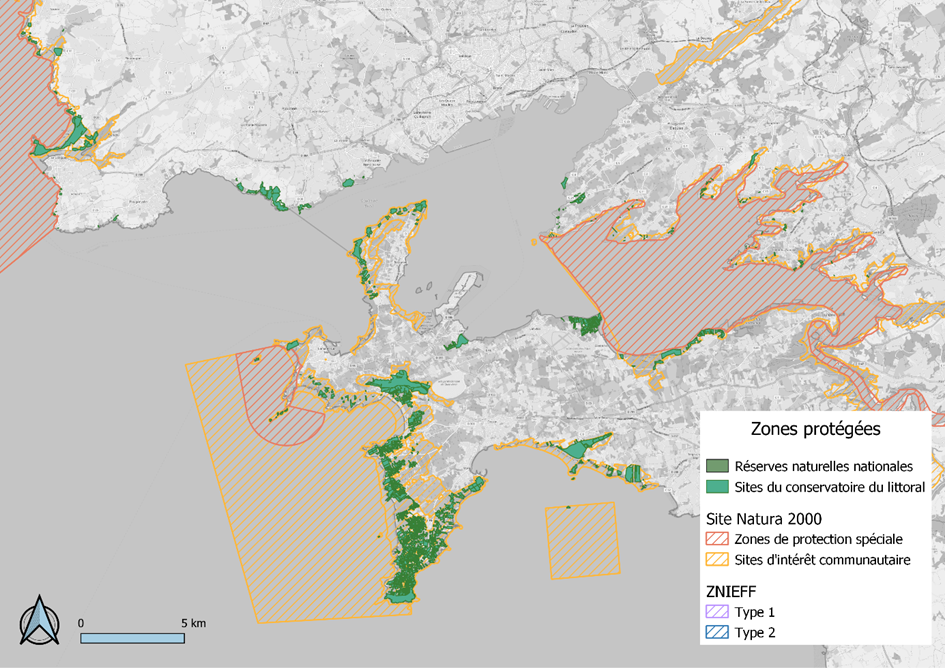 Zones protégées
Réserves naturelles nationales
Sites du conservatoire du littoral
Site Natura 2000
Zones de protection spéciale
Sites d'intérêt communautaire
ZNIEFF
Type 1
Type 2
0 5 km